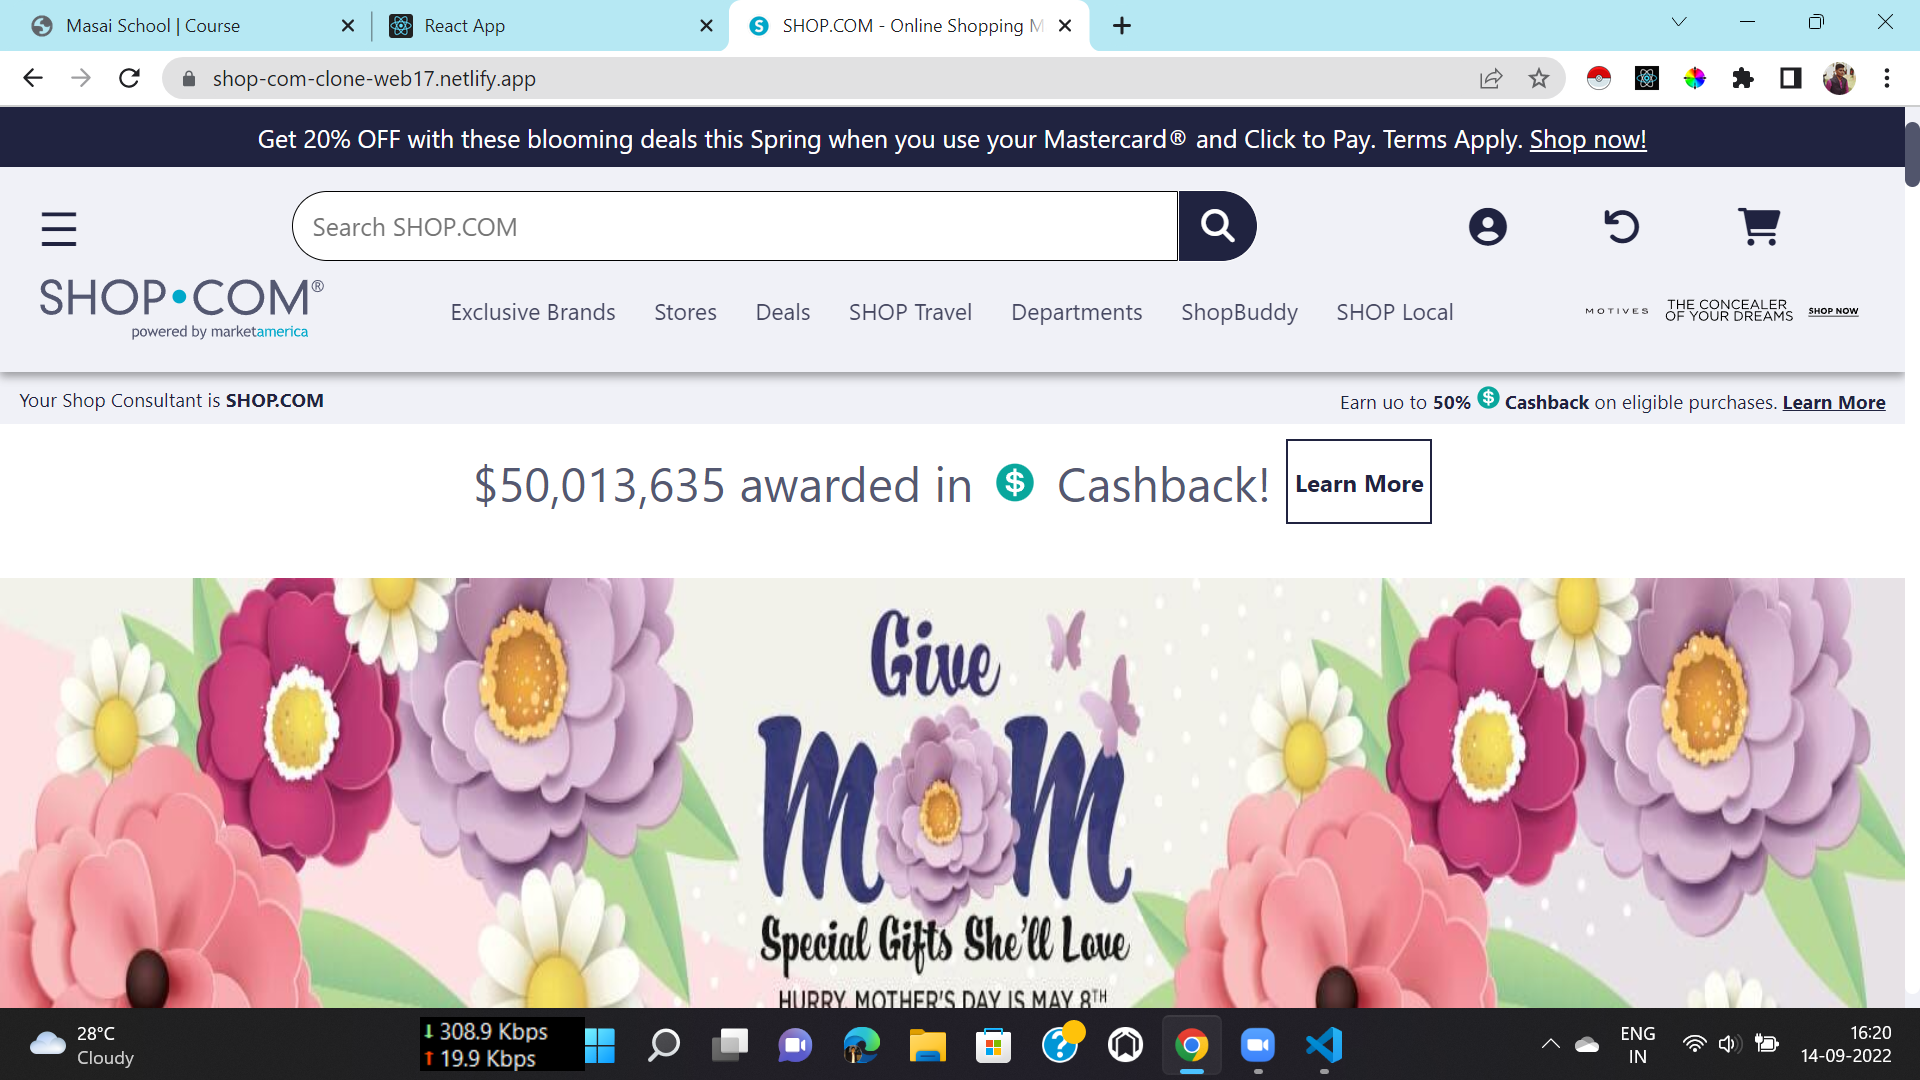 Masai School | Course
React App
SHOP.COM - Online Shopping M
shop-com-clone-web17.netlify.app
Get 20% OFF with these blooming deals this Spring when you use your Mastercard® and Click to Pay. Terms Apply. Shop now!
Search SHOP.COM
SHOP•COM®
powered by marketamerica
Exclusive Brands Stores Deals SHOP Travel Departments ShopBuddy SHOP Local
MOTIVES
THE CONCEALER
OF YOUR DREAMS
SHOP NOW
Your Shop Consultant is SHOP.COM
Earn uo to 50% $ Cashback on eligible purchases. Learn More
$50,013,635 awarded in $ Cashback! Learn More
Give
MOM
Special Gifts She'll Love
HURRY, MOTHER'S DAY IS MAY 8TH
28°C
Cloudy
↓ 308.9 Kbps
↑ 19.9 Kbps
ENG
IN
16:20
14-09-2022